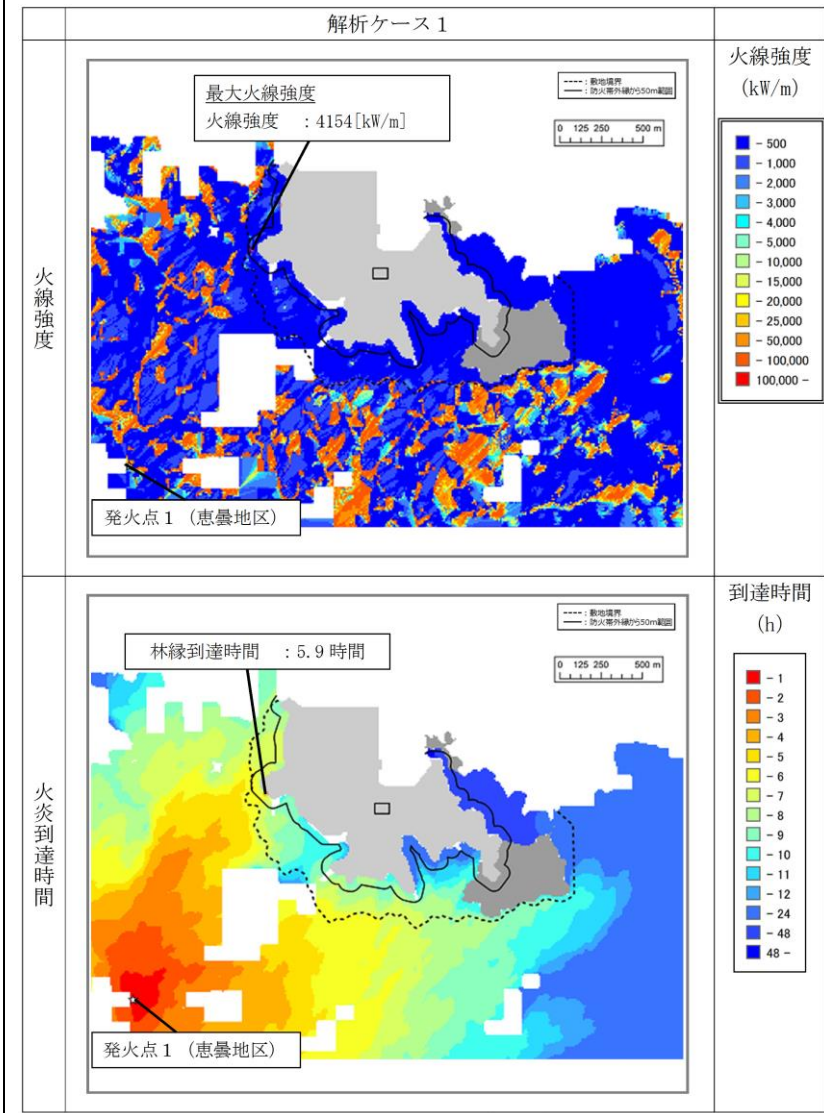 解析ケース1
火線強度
火線強度
(kW/m)
最大火線強度
火線強度 :4154[kW/m]
----:敷地境界
―:防火帯外縁から50m範囲
0 125 250 500 m
発火点1 (恵曇地区)
- 500
- 1,000
- 2,000
- 3,000
- 4,000
- 5,000
- 10,000
- 15,000
- 20,000
- 25,000
- 50,000
- 100,000
100,000 -
火炎到達時間
到達時間
(h)
林縁到達時間 :5.9時間
----:敷地境界
―:防火帯外縁から50m範囲
0 125 250 500 m
発火点1 (恵曇地区)
- 1
- 2
- 3
- 4
- 5
- 6
- 7
- 8
- 9
- 10
- 11
- 12
- 24
- 48
48 -